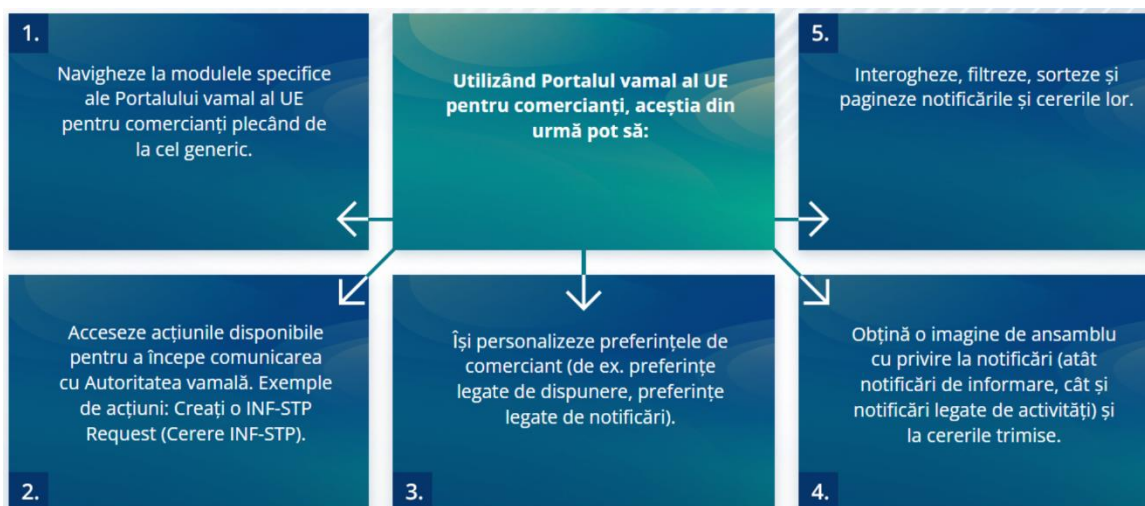 Utilizând Portalul vamal al UE
pentru comercianți, aceștia din
urmă pot să:
1.
Navigheze la modulele specifice
ale Portalului vamal al UE
pentru comercianți plecând de
la cel generic.
Acceseze acțiunile disponibile
pentru a începe comunicarea
cu Autoritatea vamală. Exemple
de acțiuni: Creați o INF-STP
Request (Cerere INF-STP).
2.
Își personalizeze preferințele de
comerciant (de ex. preferințe
legate de dispunere, preferințe
legate de notificări).
3.
Obțină o imagine de ansamblu
cu privire la notificări (atât
notificări de informare, cât și
notificări legate de activități) și
la cererile trimise.
4.
5.
Interogheze, filtreze, sorteze și
pagineze notificările și cererile lor.